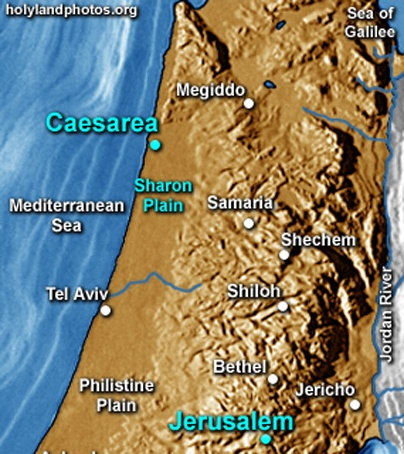 holylandphotos.org
Sea of
Galilee
Megiddo
Caesarea
Sharon
Plain
Mediterranean
Sea
Samaria
Shechem
Tel Aviv
Shiloh
Jordan River
Bethel
Philistine
Plain
Jericho
Jerusalem